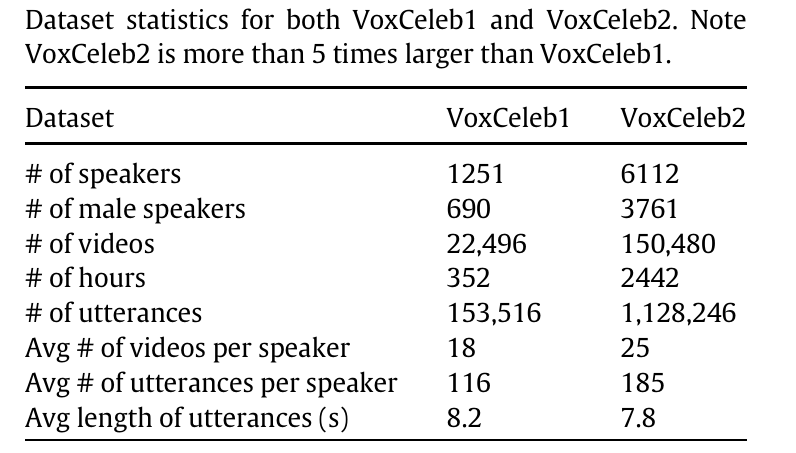 Dataset statistics for both VoxCeleb1 and VoxCeleb2. Note
VoxCeleb2 is more than 5 times larger than VoxCeleb1.
Dataset VoxCeleb1 VoxCeleb2
# of speakers 1251 6112
# of male speakers 690 3761
# of videos 22,496 150,480
# of hours 352 2442
# of utterances 153,516 1,128,246
Avg # of videos per speaker 18 25
Avg # of utterances per speaker 116 185
Avg length of utterances (s) 8.2 7.8